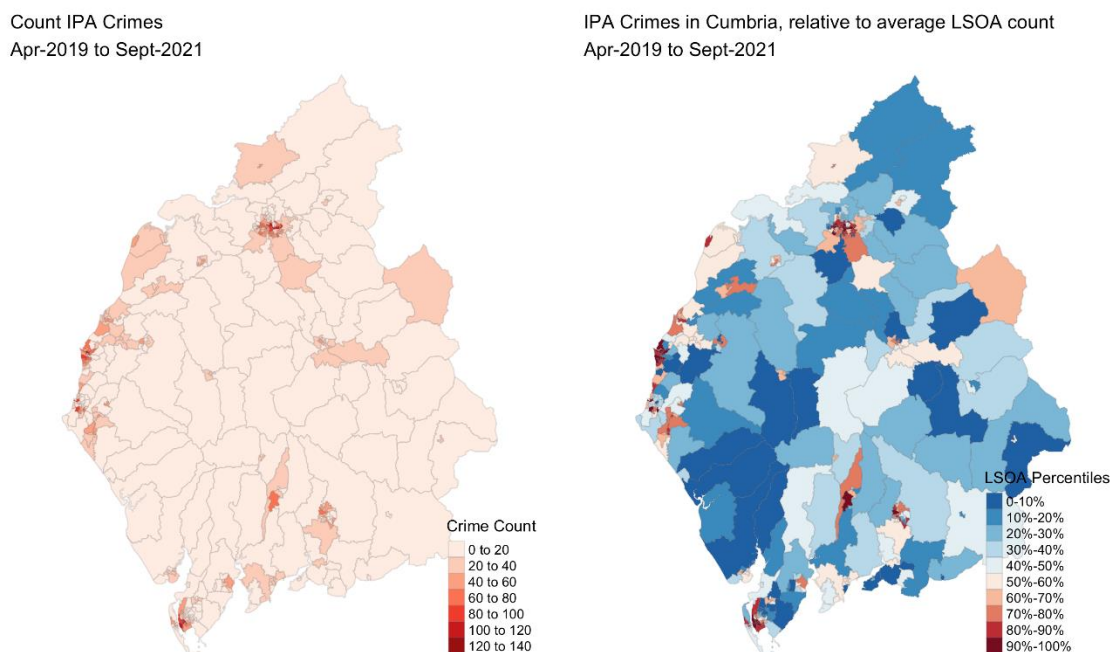 Count IPA Crimes
Apr-2019 to Sept-2021
IPA Crimes in Cumbria, relative to average LSOA count
Apr-2019 to Sept-2021
Crime Count
0 to 20
20 to 40
40 to 60
60 to 80
80 to 100
100 to 120
120 to 140
LSOA Percentiles
0-10%
10%-20%
20%-30%
30%-40%
40%-50%
50%-60%
60%-70%
70%-80%
80%-90%
90%-100%